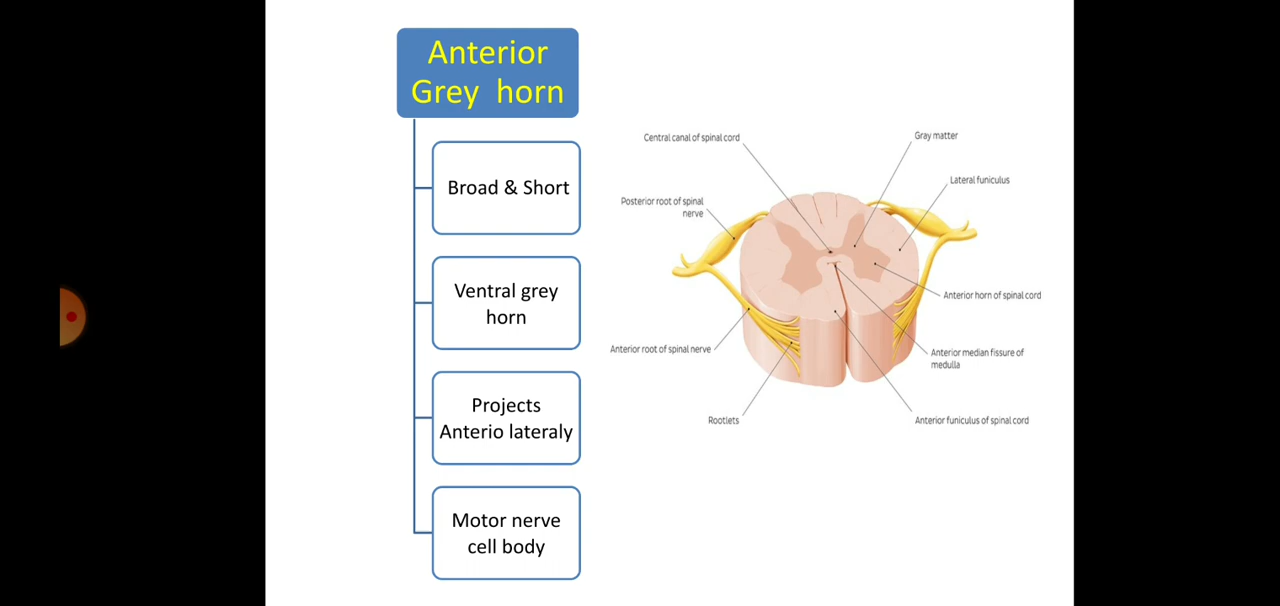 Anterior
Grey horn
Broad & Short
Ventral grey
horn
Projects
Anterio lateraly
Motor nerve
cell body
Central canal of spinal cord
Gray matter
Lateral funiculus
Posterior root of spinal
nerve
Anterior horn of spinal cord
Anterior root of spinal nerve
Anterior median fissure of
medulla
Rootlets
Anterior funiculus of spinal cord